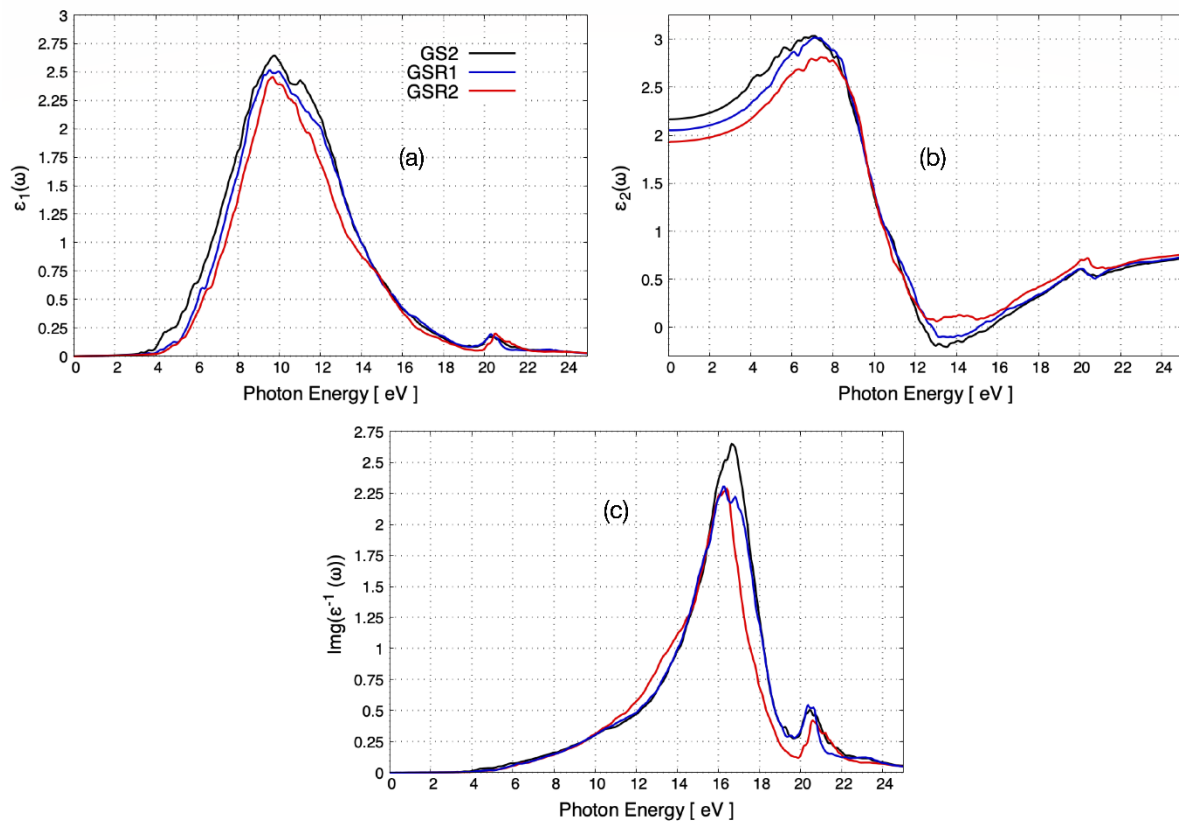 3
2.75
2.5
2.25
2
1.75
1.5
1.25
1
0.75
0.5
0.25
0
ε₁(ω)
GS2
GSR1
GSR2
(a)
0 2 4 6 8 10 12 14 16 18 20 22 24
Photon Energy [ eV ]
3
2.5
2
1.5
1
0.5
0
ε₂(ω)
(b)
0 2 4 6 8 10 12 14 16 18 20 22 24
Photon Energy [ eV ]
2.75
2.5
2.25
2
1.75
1.5
1.25
1
0.75
0.5
0.25
0
Img(ε⁻¹ (ω))
(c)
0 2 4 6 8 10 12 14 16 18 20 22 24
Photon Energy [ eV ]